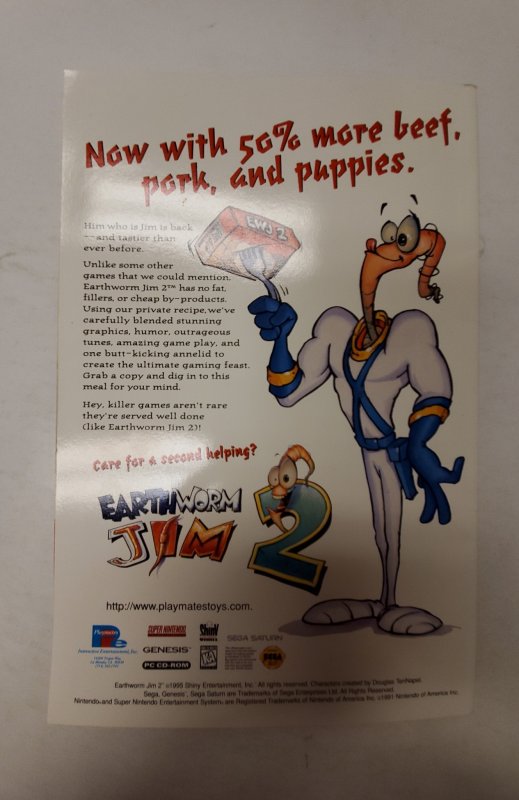 Now with 50% more beef,
pork, and puppies.
Him who is Jim is back
--and tastier than
ever before.
EWJ 2
Unlike some other
games that we could mention,
Earthworm Jim 2™ has no fat,
fillers, or cheap by-products.
Using our private recipe,we've
carefully blended stunning
graphics, humor, outrageous
tunes, amazing game play, and
one butt-kicking annelid to
create the ultimate gaming feast.
Grab a copy and dig in to this
meal for your mind.
Hey, killer games aren't rare
they're served well done
(like Earthworm Jim 2)!
Care for a second helping?
EARTHWORM
JIM 2
http://www.playmatestoys.com.
Playmates
Interactive Entertainment, Inc.
SUPER NINTENDO
GENESIS
PC CD-ROM
Shiny
SEGA SATURN
Earthworm Jim 2™ ©1995 Shiny Entertainment, Inc. All rights reserved. Characters created by Douglas TenNapel.
Sega, Genesis, Sega Saturn are Trademarks of Sega Enterprises Ltd. All Rights Reserved.
Nintendo® and Super Nintendo Entertainment System® are Registered Trademarks of Nintendo of America Inc. ©1991 Nintendo of America Inc.